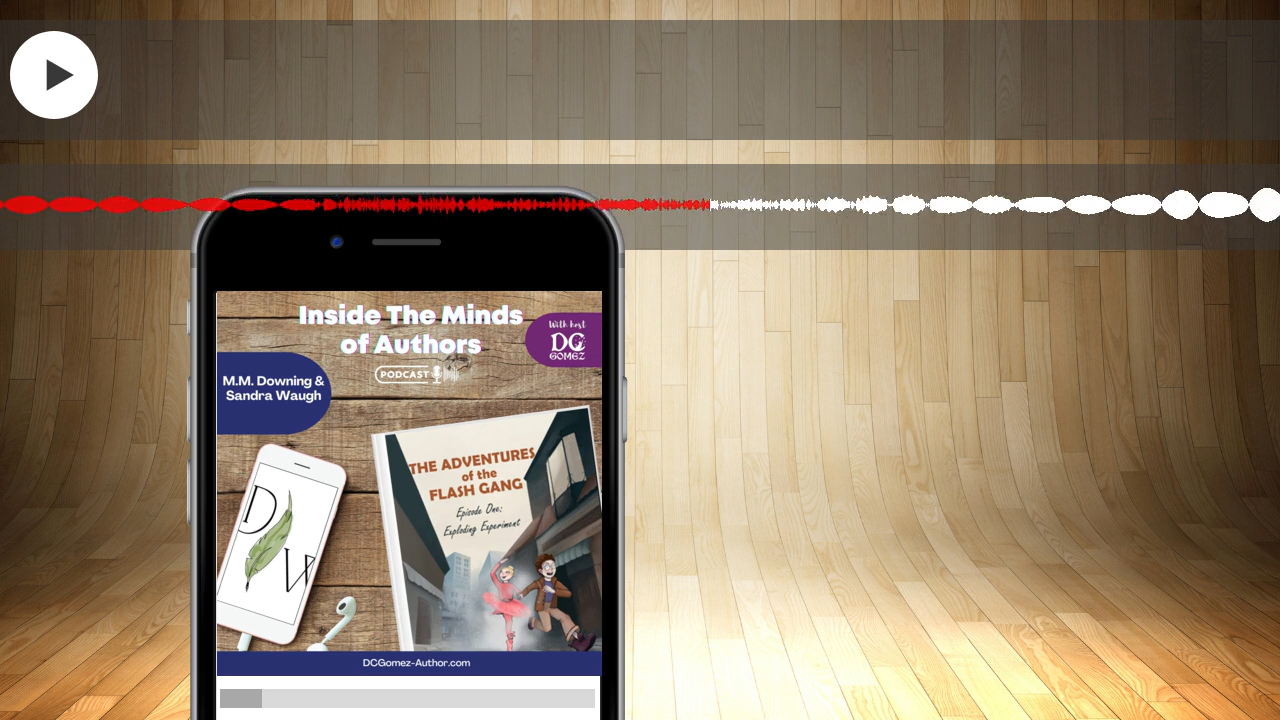 Inside The Minds
of Authors
With host
DC
GOMEZ
PODCAST
M.M. Downing &
Sandra Waugh
THE ADVENTURES
of the
FLASH GANG
Episode One:
Exploding Experiment
D
W
DCGomez-Author.com